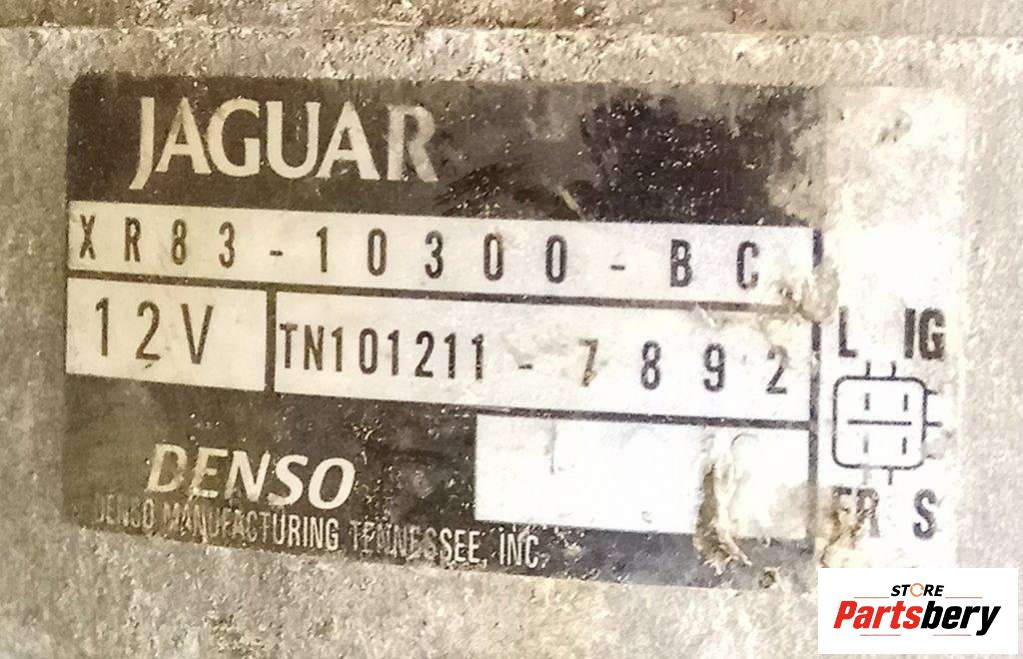 JAGUAR
XR83-10300-BC
12V
TN101211-7892
L IG
DENSO
FR S
DENSO MANUFACTURING TENNESSEE, INC.
STORE
Partsbery